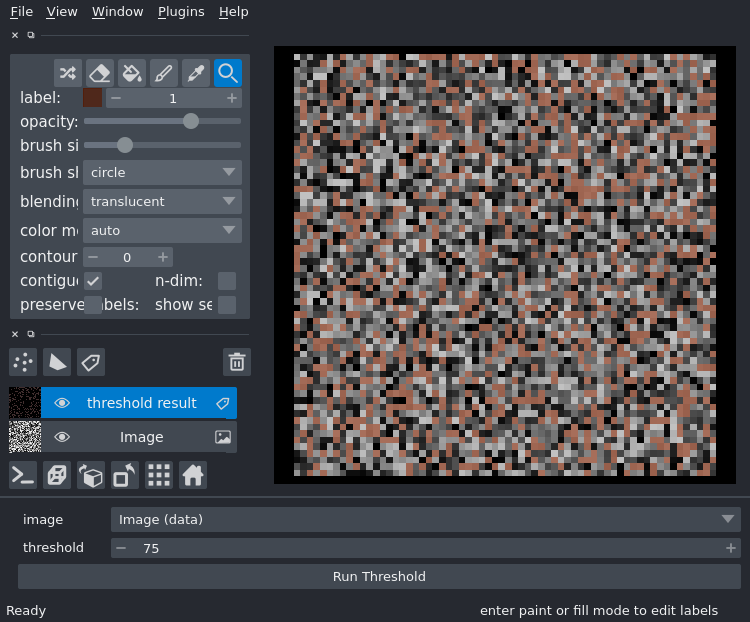 File View Window Plugins Help
label: 1
opacity:
brush si
brush sl circle
blending translucent
color m auto
contour 0
contigu n-dim:
preserve abels: show se
threshold result
Image
image Image (data)
threshold 75
Run Threshold
Ready enter paint or fill mode to edit labels